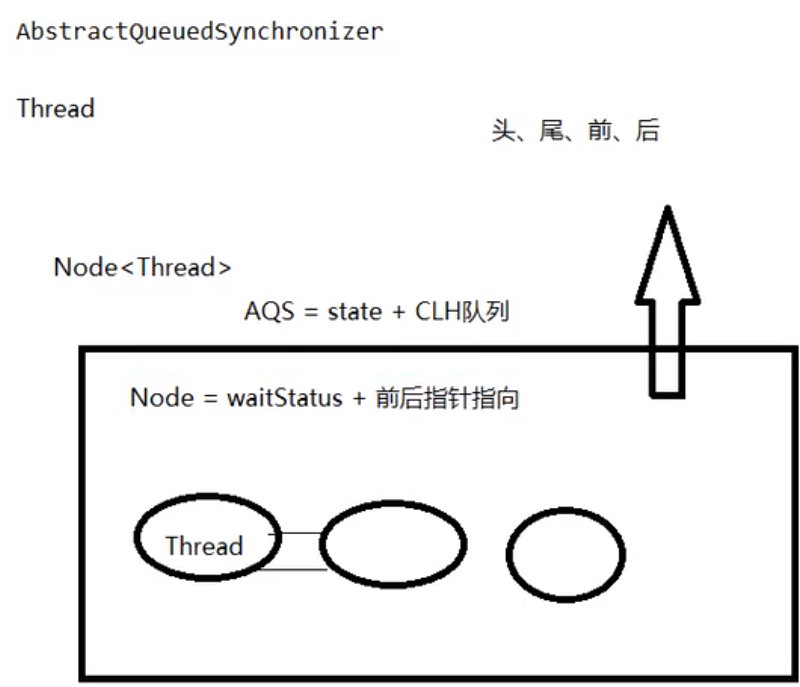 AbstractQueuedSynchronizer
Thread
头、尾、前、后
Node<Thread>
AQS = state + CLH队列
Node = waitStatus + 前后指针指向
Thread